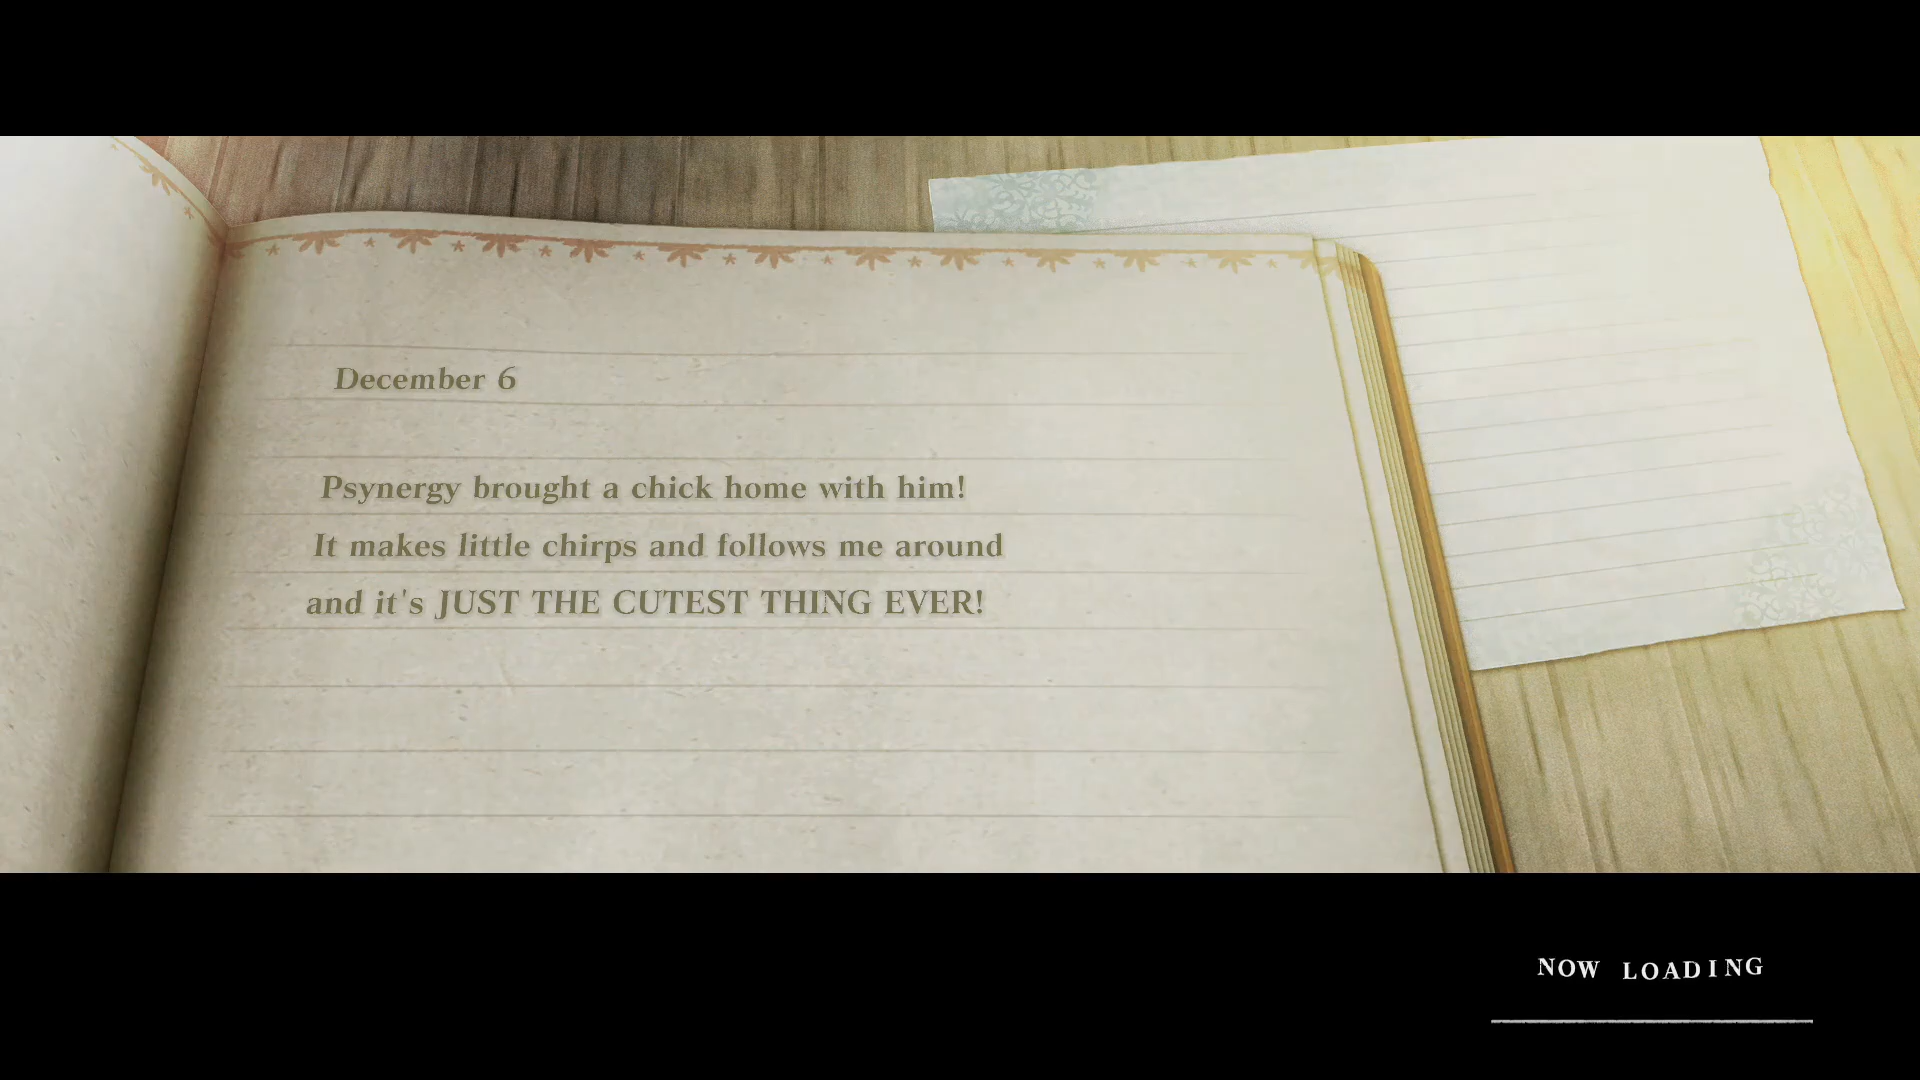 December 6
Psynergy brought a chick home with him!
It makes little chirps and follows me around
and it's JUST THE CUTEST THING EVER!
NOW LOADING